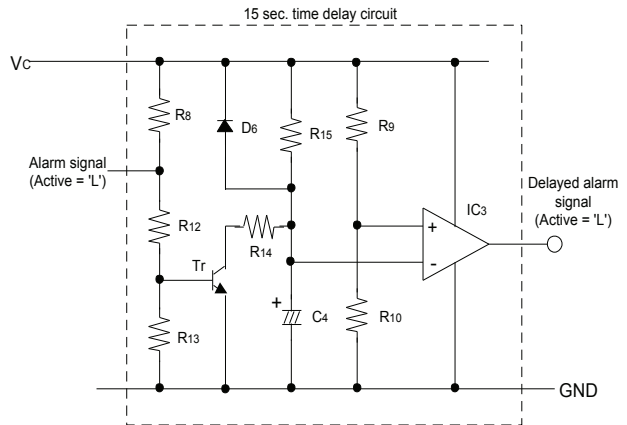 15 sec. time delay circuit
Vc
R8
D6
R15
R9
Alarm signal
(Active = 'L')
R12
R14
Tr
R13
+
C4
R10
+
-
IC3
Delayed alarm
signal
(Active = 'L')
GND